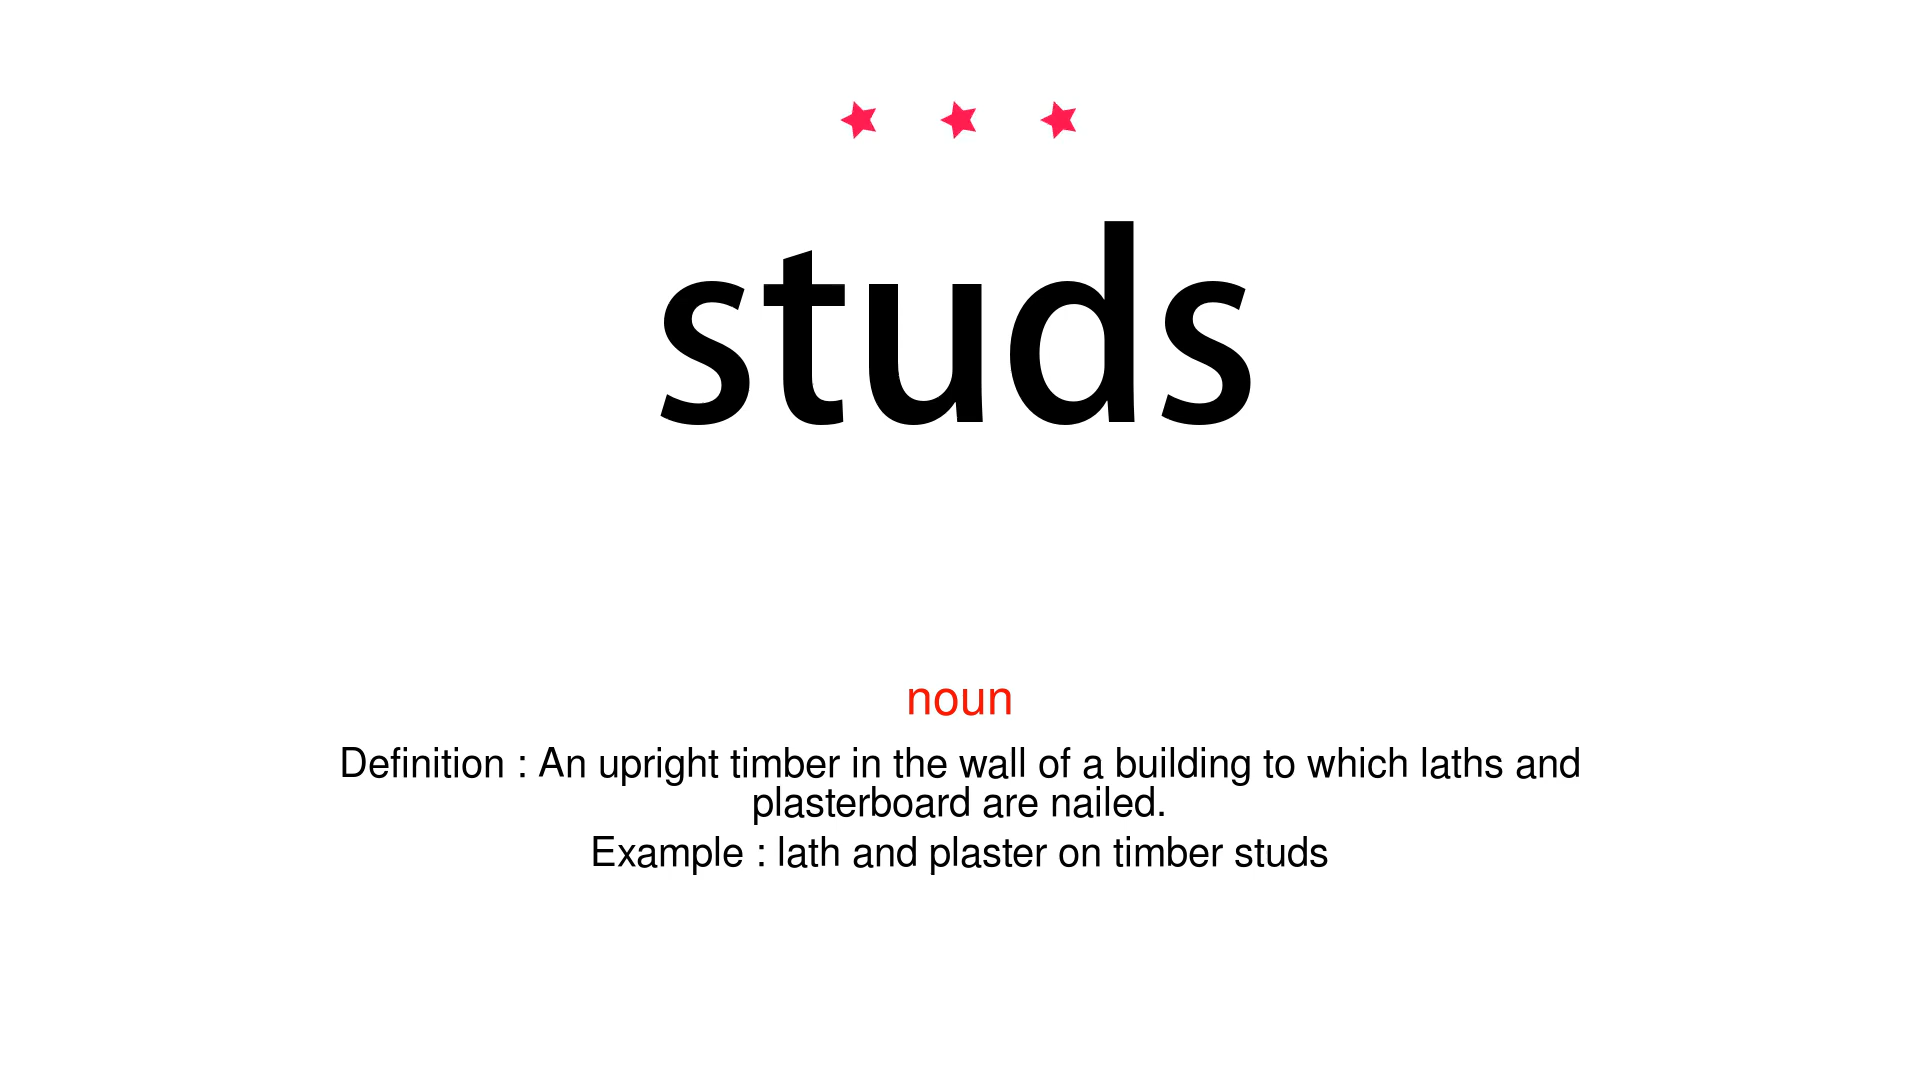 studs
noun
Definition : An upright timber in the wall of a building to which laths and
plasterboard are nailed.
Example : lath and plaster on timber studs